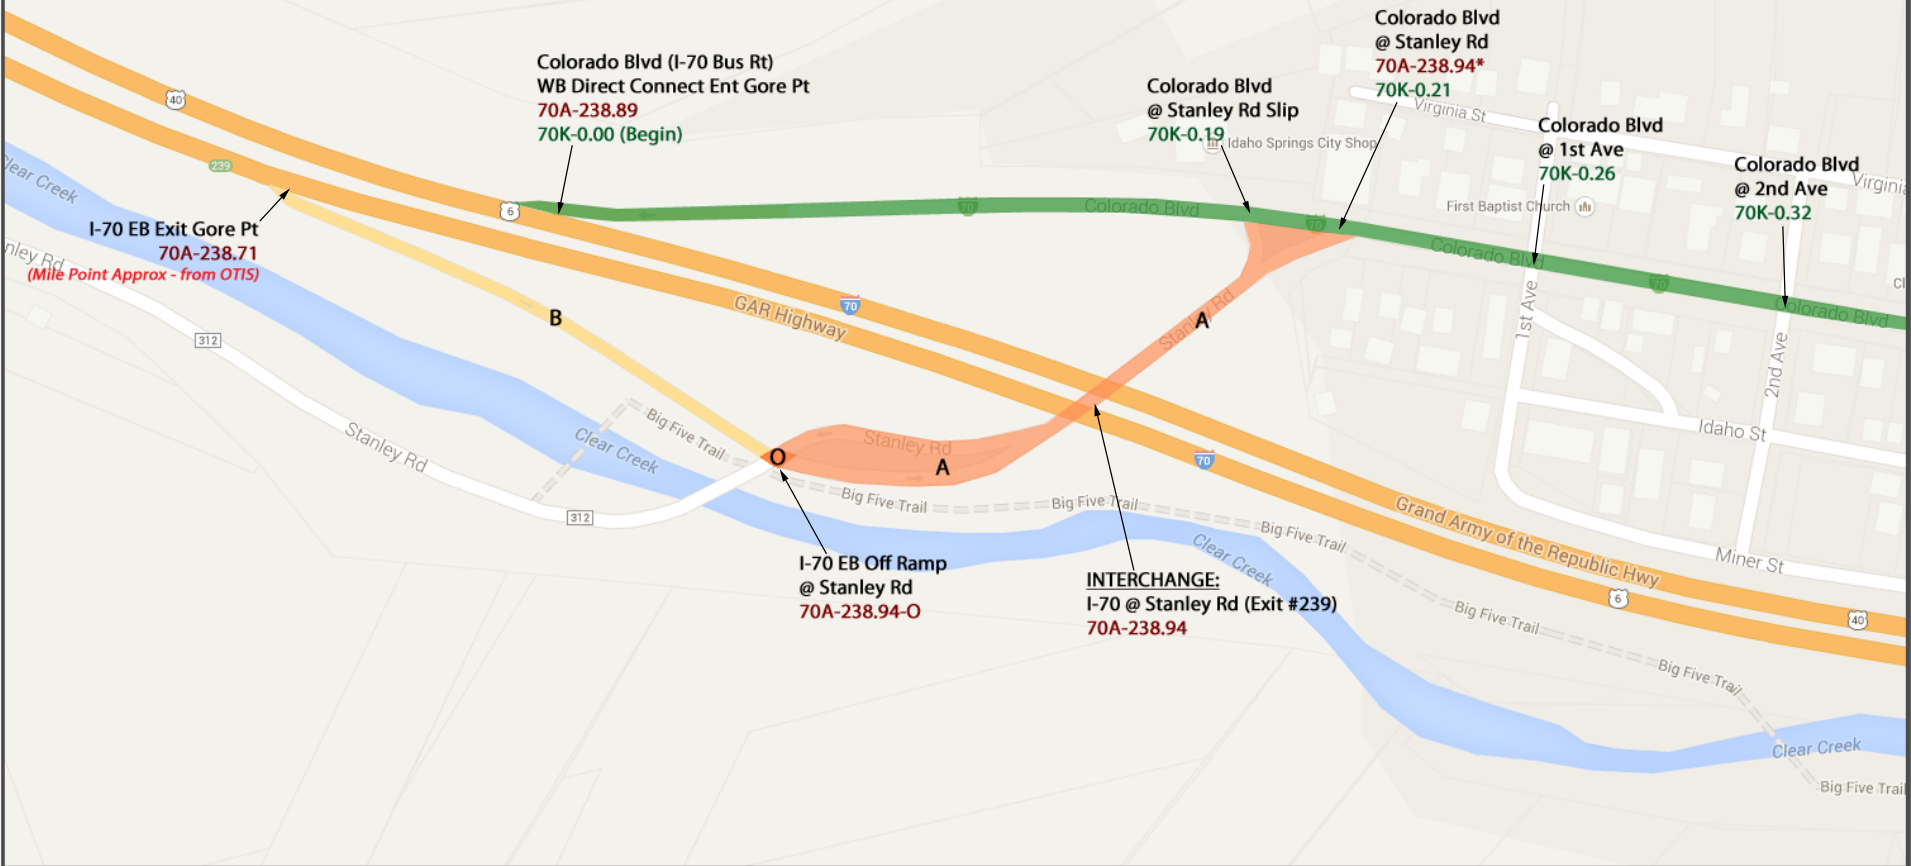 Colorado Blvd
@ Stanley Rd
70A-238.94*
70K-0.21
Colorado Blvd (I-70 Bus Rt)
WB Direct Connect Ent Gore Pt
70A-238.89
70K-0.00 (Begin)
Colorado Blvd
@ Stanley Rd Slip
70K-0.19
Idaho Springs City Shop
Virginia St
Colorado Blvd
@ 1st Ave
70K-0.26
Colorado Blvd
@ 2nd Ave
70K-0.32
Virginia
40
239
Clear Creek
6
70
Colorado Blvd
70
First Baptist Church
I-70 EB Exit Gore Pt
70A-238.71
(Mile Point Approx - from OTIS)
nley Rd
Colorado Blvd
70
Cl
Colorado Blvd
B
GAR Highway
70
Stanley Rd
A
1st Ave
2nd Ave
312
Stanley Rd
Big Five Trail
Clear Creek
O
Stanley Rd
A
70
Idaho St
312
Big Five Trail
Big Five Trail
Big Five Trail
Clear Creek
Grand Army of the Republic Hwy
Miner St
I-70 EB Off Ramp
@ Stanley Rd
70A-238.94-O
INTERCHANGE:
I-70 @ Stanley Rd (Exit #239)
70A-238.94
6
40
Big Five Trail
Big Five Trail
Clear Creek
Big Five Trail